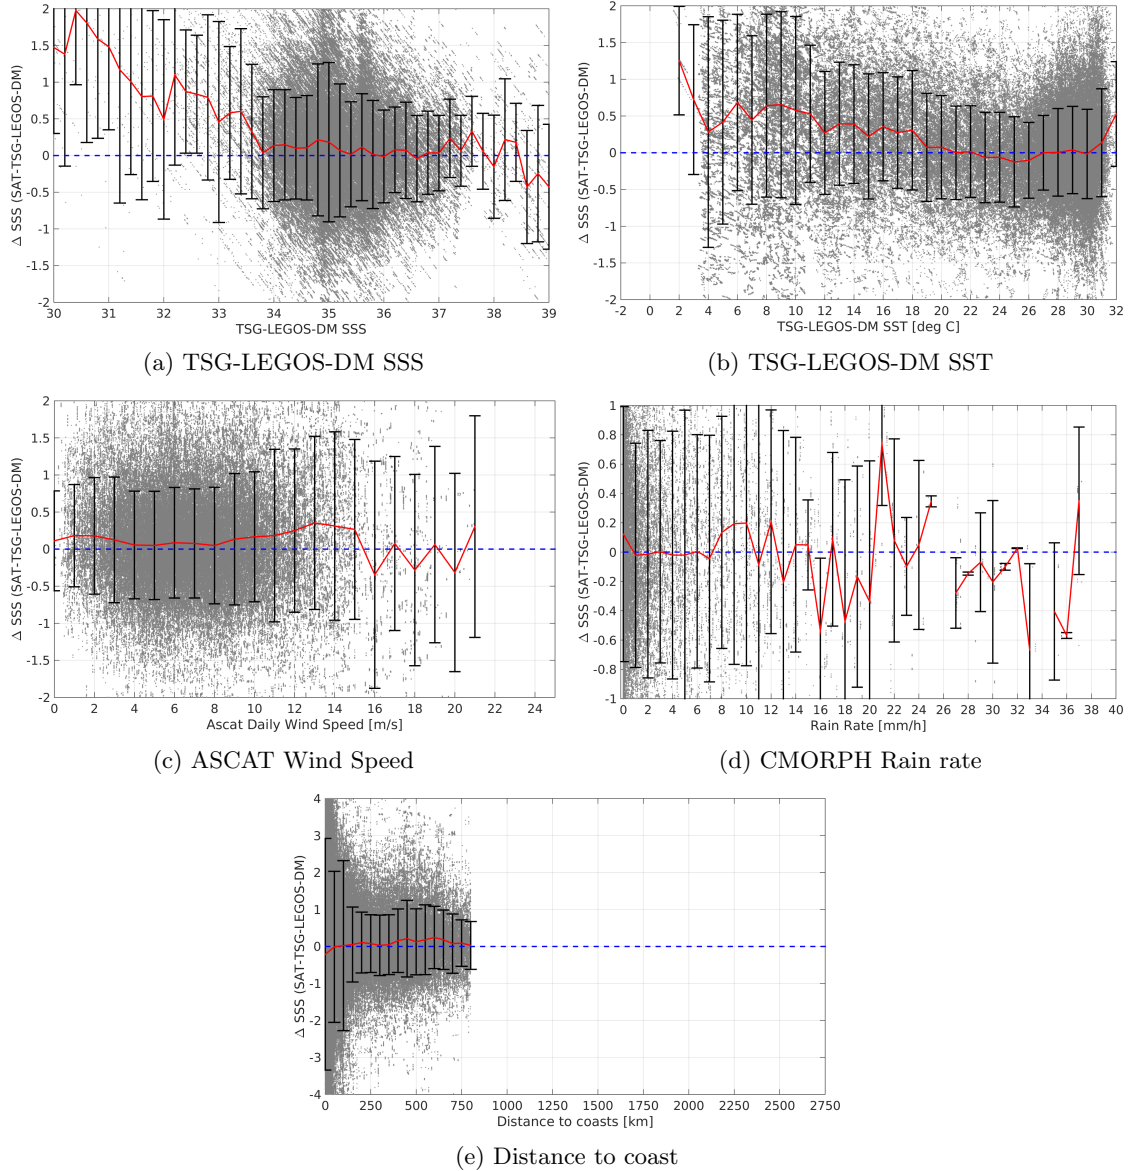 Δ SSS (SAT-TSG-LEGOS-DM)
2
1.5
1
0.5
0
-0.5
-1
-1.5
-2
30 31 32 33 34 35 36 37 38 39
TSG-LEGOS-DM SSS
(a) TSG-LEGOS-DM SSS
Δ SSS (SAT-TSG-LEGOS-DM)
2
1.5
1
0.5
0
-0.5
-1
-1.5
-2
-2 0 2 4 6 8 10 12 14 16 18 20 22 24 26 28 30 32
TSG-LEGOS-DM SST [deg C]
(b) TSG-LEGOS-DM SST
Δ SSS (SAT-TSG-LEGOS-DM)
2
1.5
1
0.5
0
-0.5
-1
-1.5
-2
0 2 4 6 8 10 12 14 16 18 20 22 24
Ascat Daily Wind Speed [m/s]
(c) ASCAT Wind Speed
Δ SSS (SAT-TSG-LEGOS-DM)
1
0.8
0.6
0.4
0.2
0
-0.2
-0.4
-0.6
-0.8
-1
0 2 4 6 8 10 12 14 16 18 20 22 24 26 28 30 32 34 36 38 40
Rain Rate [mm/h]
(d) CMORPH Rain rate
Δ SSS (SAT-TSG-LEGOS-DM)
4
3
2
1
0
-1
-2
-3
-4
0 250 500 750 1000 1250 1500 1750 2000 2250 2500 2750
Distance to coasts [km]
(e) Distance to coast